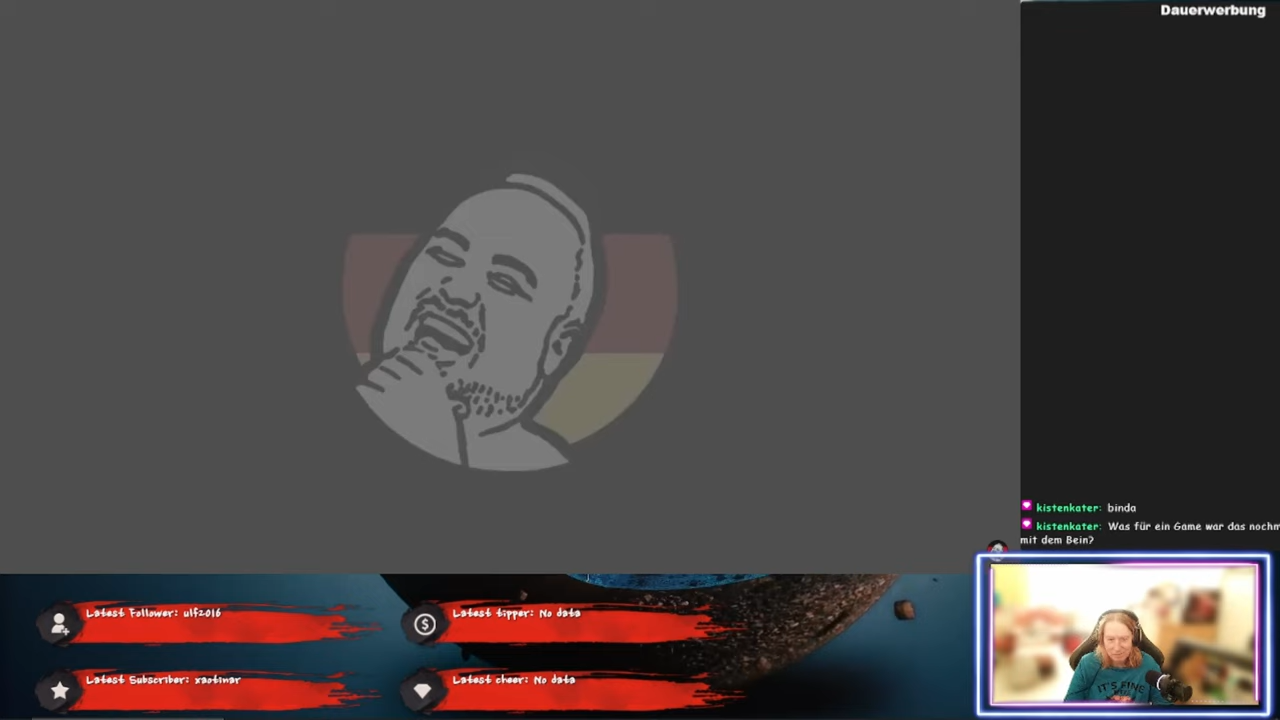 Dauerwerbung
kistenkater: binda
kistenkater: Was für ein Game war das nochm
mit dem Bein?
Latest Follower: ulf2016
Latest tipper: No data
Latest Subscriber: xaotinar
Latest cheer: No data
IT'S FINE